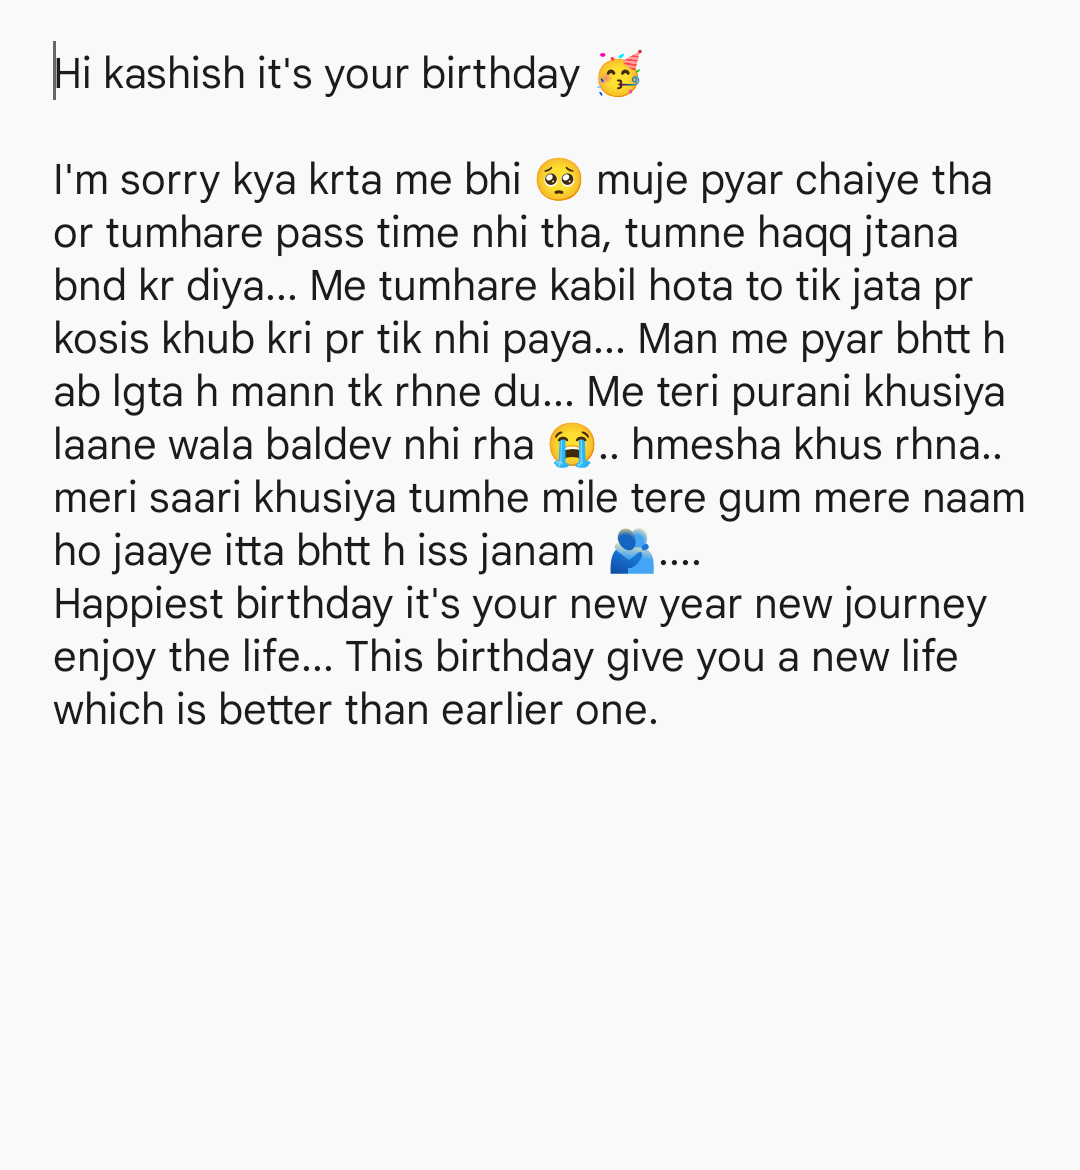 Hi kashish it's your birthday 🥳
I'm sorry kya krta me bhi 🥺 muje pyar chaiye tha
or tumhare pass time nhi tha, tumne haqq jtana
bnd kr diya... Me tumhare kabil hota to tik jata pr
kosis khub kri pr tik nhi paya... Man me pyar bhtt h
ab lgta h mann tk rhne du... Me teri purani khusiya
laane wala baldev nhi rha 😭.. hmesha khus rhna..
meri saari khusiya tumhe mile tere gum mere naam
ho jaaye itta bhtt h iss janam 🫂....
Happiest birthday it's your new year new journey
enjoy the life... This birthday give you a new life
which is better than earlier one.